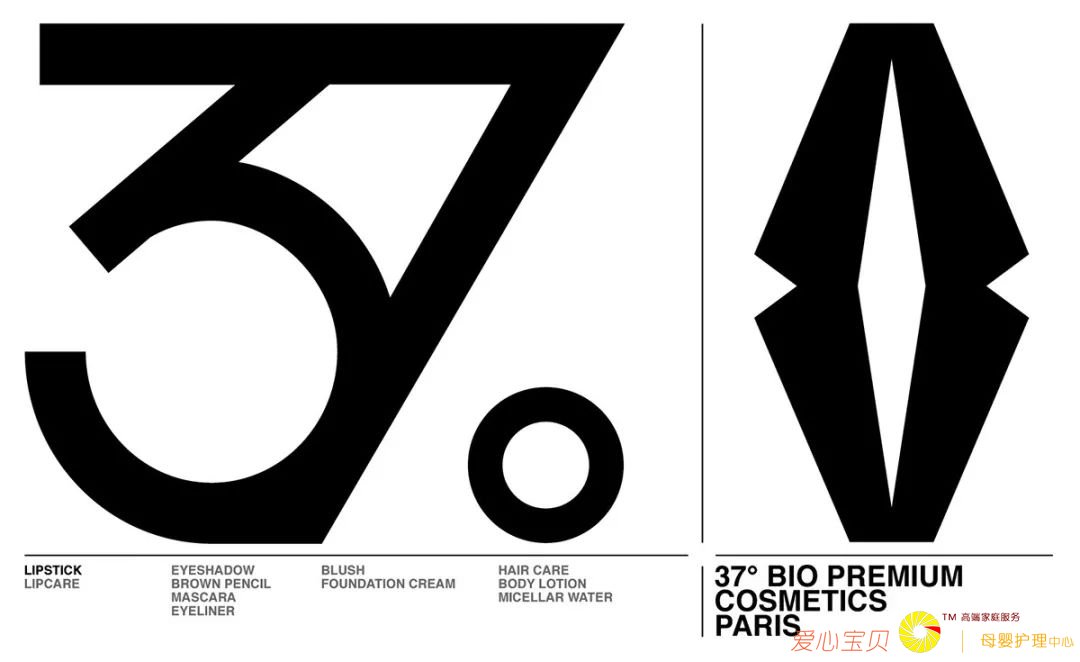 37°
LIPSTICK
LIPCARE
EYESHADOW
BROWN PENCIL
MASCARA
EYELINER
BLUSH
FOUNDATION CREAM
HAIR CARE
BODY LOTION
MICELLAR WATER
37° BIO PREMIUM
COSMETICS
PARIS
爱心宝贝
TM 高端家庭服务
母婴护理中心